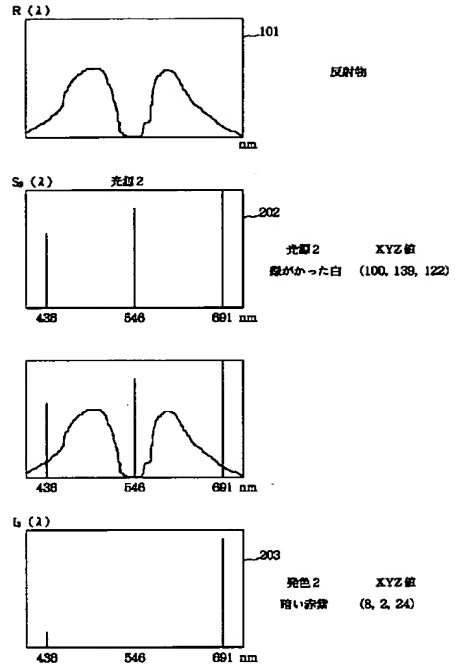 R (λ)
101
反射物
nm
S₂ (λ) 光源2
202
光源2 XYZ値
緑がかった白 (100, 139, 122)
438 546 691 nm
438 546 691 nm
I₂ (λ)
203
発色2 XYZ値
暗い赤紫 (8, 2, 24)
438 546 691 nm